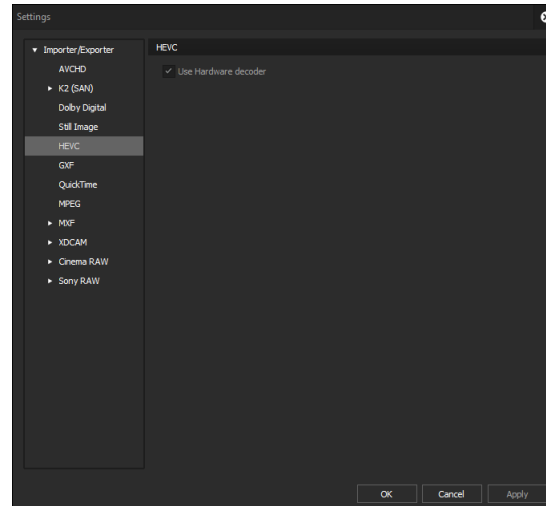 Settings
Importer/Exporter
AVCHD
K2 (SAN)
Dolby Digital
Still Image
HEVC
GXF
QuickTime
MPEG
MXF
XDCAM
Cinema RAW
Sony RAW
HEVC
Use Hardware decoder
OK
Cancel
Apply